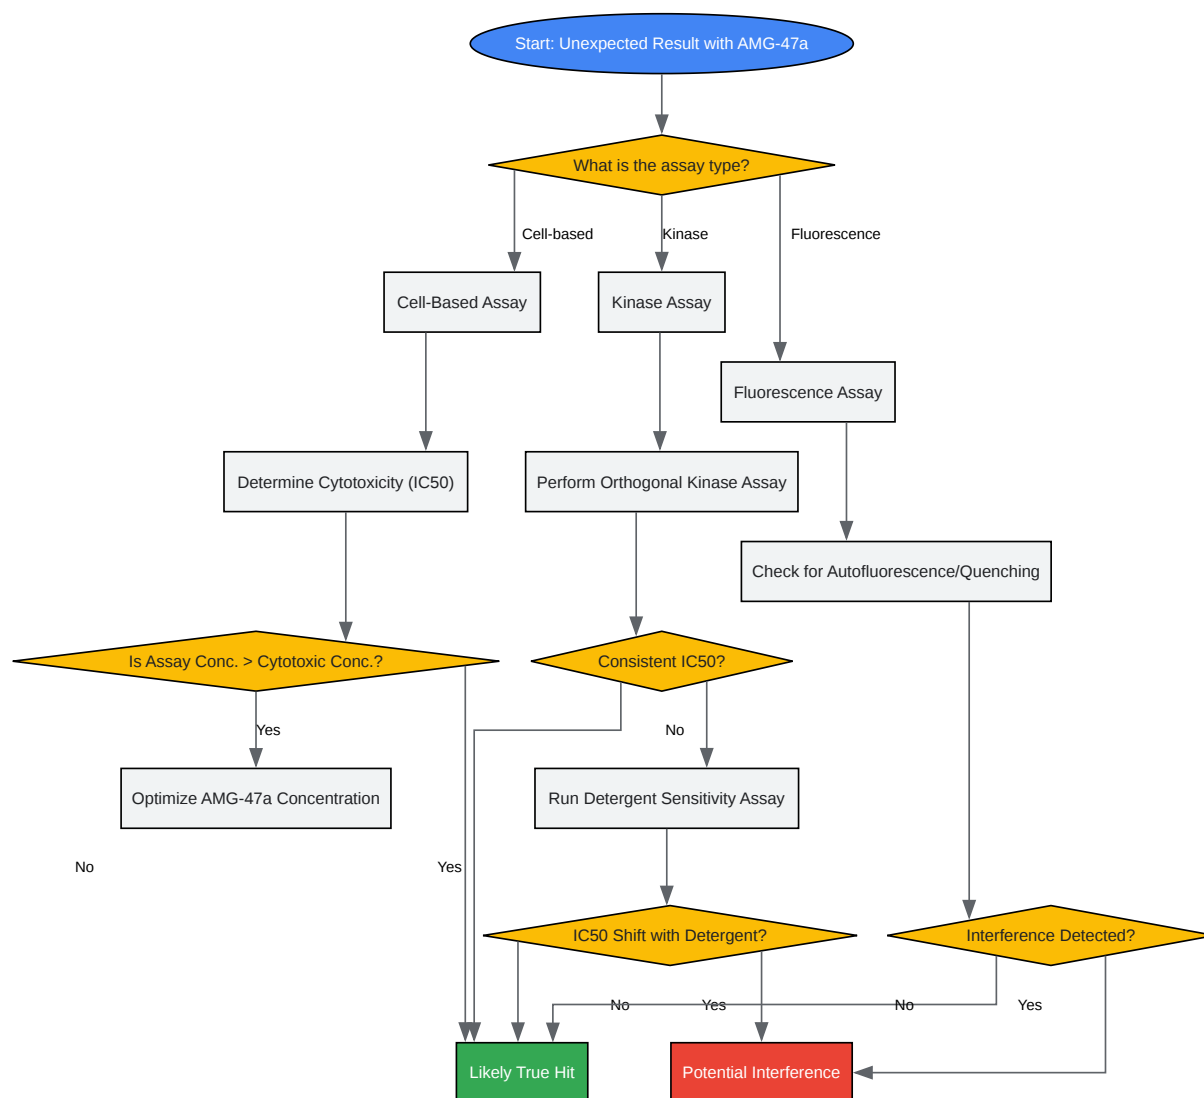 Start: Unexpected Result with AMG-47a
What is the assay type?
Cell-based
Kinase
Fluorescence
Cell-Based Assay
Kinase Assay
Fluorescence Assay
Determine Cytotoxicity (IC50)
Perform Orthogonal Kinase Assay
Check for Autofluorescence/Quenching
Is Assay Conc. > Cytotoxic Conc.?
Consistent IC50?
Yes
No
Optimize AMG-47a Concentration
Run Detergent Sensitivity Assay
No
Yes
IC50 Shift with Detergent?
Interference Detected?
No
Yes
No
Yes
Likely True Hit
Potential Interference